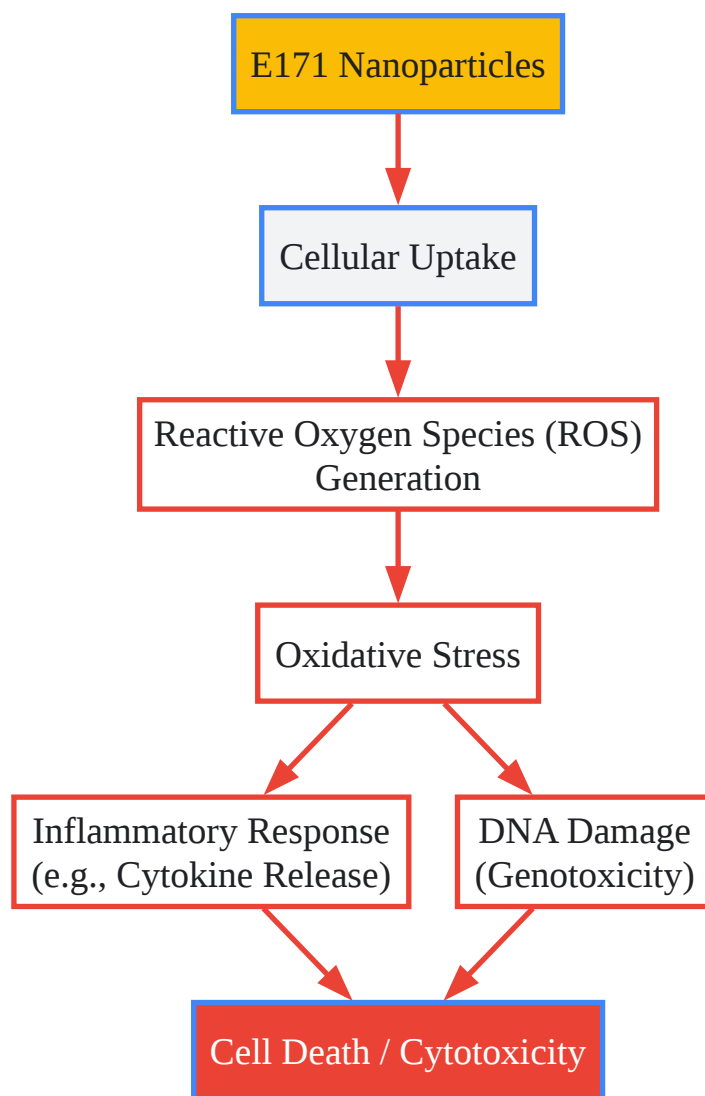 E171 Nanoparticles
Cellular Uptake
Reactive Oxygen Species (ROS)
Generation
Oxidative Stress
Inflammatory Response
(e.g., Cytokine Release)
DNA Damage
(Genotoxicity)
Cell Death / Cytotoxicity